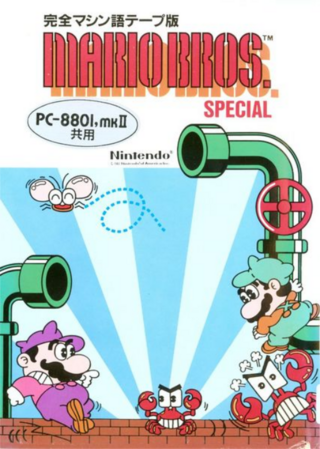 完全マシン語テープ版
MARIO BROS.™
SPECIAL
PC-8801, mKII
共用
Nintendo®